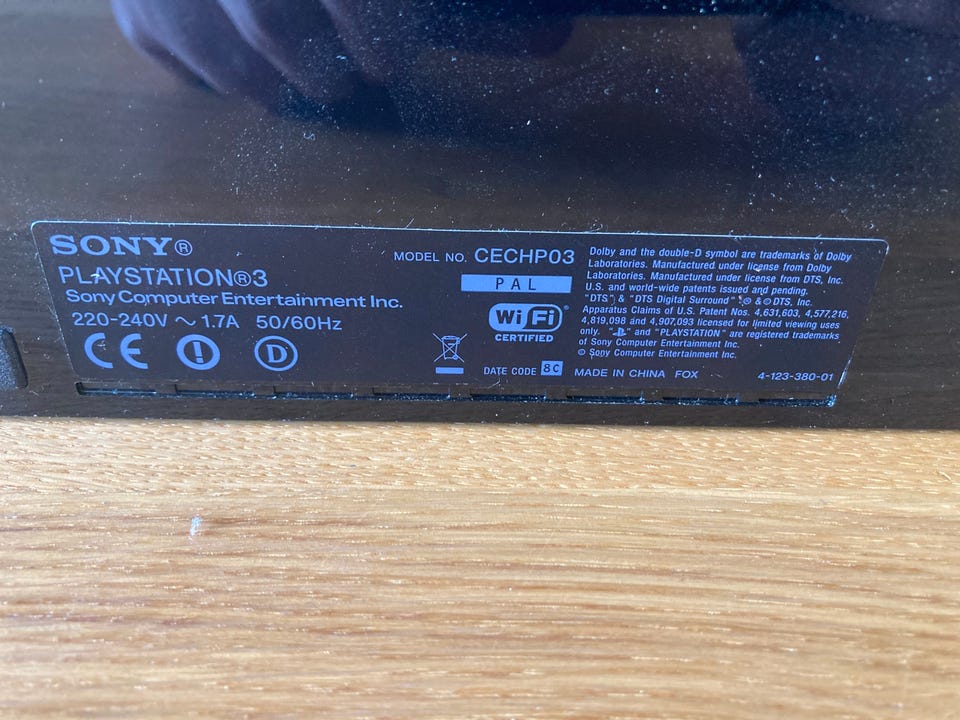 SONY®
PLAYSTATION®3
Sony Computer Entertainment Inc.
220-240V ~ 1.7A 50/60Hz
CE
D
MODEL NO. CECHP03
PAL
Wi Fi®
CERTIFIED
DATE CODE 8C MADE IN CHINA FOX
Dolby and the double-D symbol are trademarks of Dolby
Laboratories. Manufactured under license from Dolby
Laboratories. Manufactured under license from DTS, Inc.
U.S. and world-wide patents issued and pending.
"DTS" & "DTS Digital Surround" & © DTS, Inc.
Apparatus Claims of U.S. Patent Nos. 4,631,603, 4,577,216,
4,819,098 and 4,907,093 licensed for limited viewing uses
only. " " and "PLAYSTATION" are registered trademarks
of Sony Computer Entertainment Inc.
© Sony Computer Entertainment Inc.
4-123-380-01